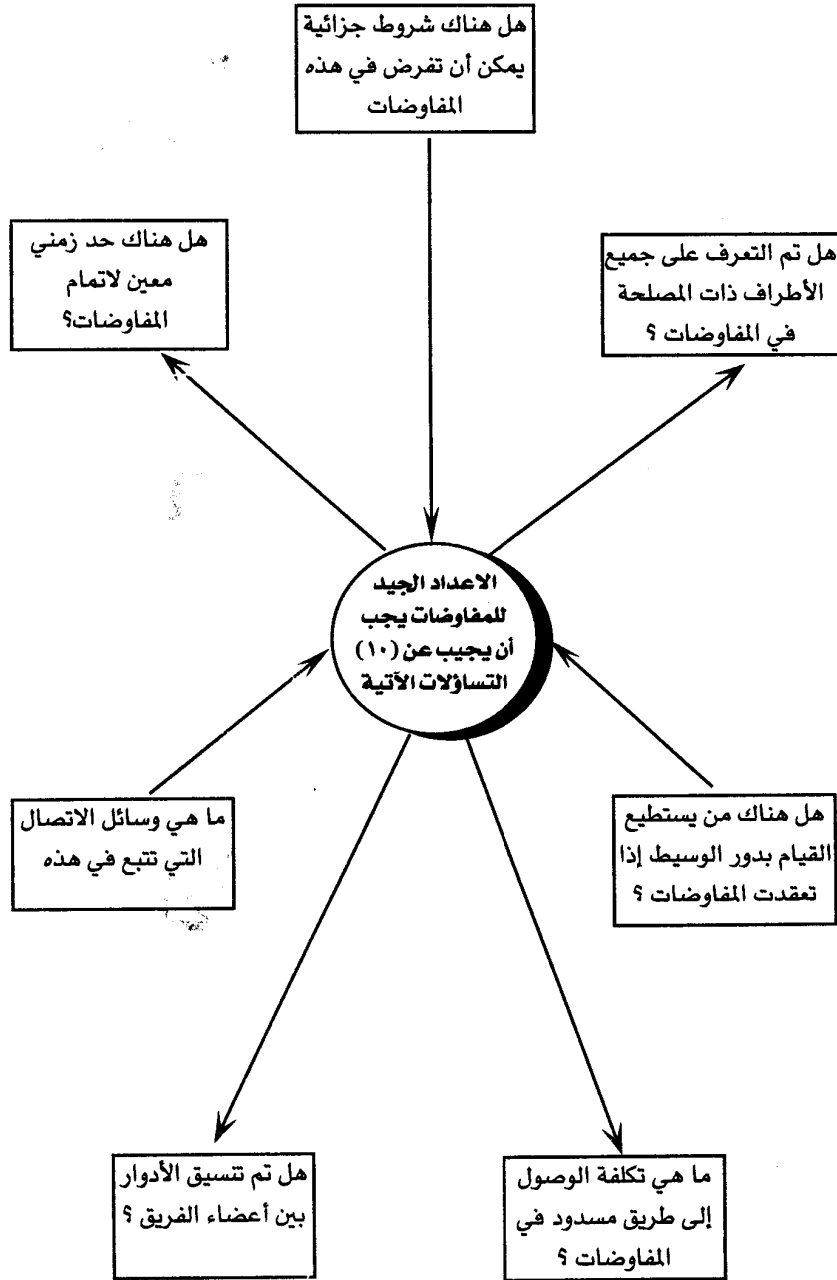 هل هناك شروط جزائية
يمكن أن تفرض في هذه
المفاوضات
هل تم التعرف على جميع
الأطراف ذات المصلحة
في المفاوضات ؟
هل هناك حد زمني
معين لاتمام
المفاوضات؟
الاعداد الجيد
للمفاوضات يجب
أن يجيب عن (١٠)
التساؤلات الآتية
هل هناك من يستطيع
القيام بدور الوسيط إذا
تعقدت المفاوضات ؟
ما هي وسائل الاتصال
التي تتبع في هذه
ما هي تكلفة الوصول
إلى طريق مسدود في
المفاوضات ؟
هل تم تنسيق الأدوار
بين أعضاء الفريق ؟